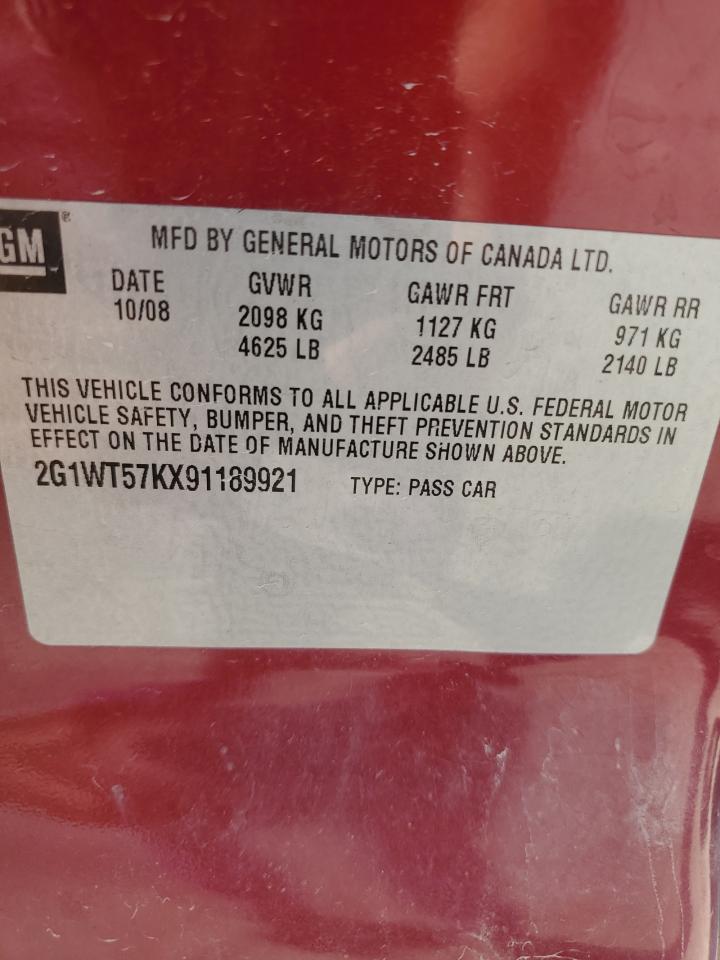 GM®
MFD BY GENERAL MOTORS OF CANADA LTD.
DATE GVWR GAWR FRT GAWR RR
10/08 2098 KG 1127 KG 971 KG
4625 LB 2485 LB 2140 LB
THIS VEHICLE CONFORMS TO ALL APPLICABLE U.S. FEDERAL MOTOR
VEHICLE SAFETY, BUMPER, AND THEFT PREVENTION STANDARDS IN
EFFECT ON THE DATE OF MANUFACTURE SHOWN ABOVE.
2G1WT57KX91189921 TYPE: PASS CAR